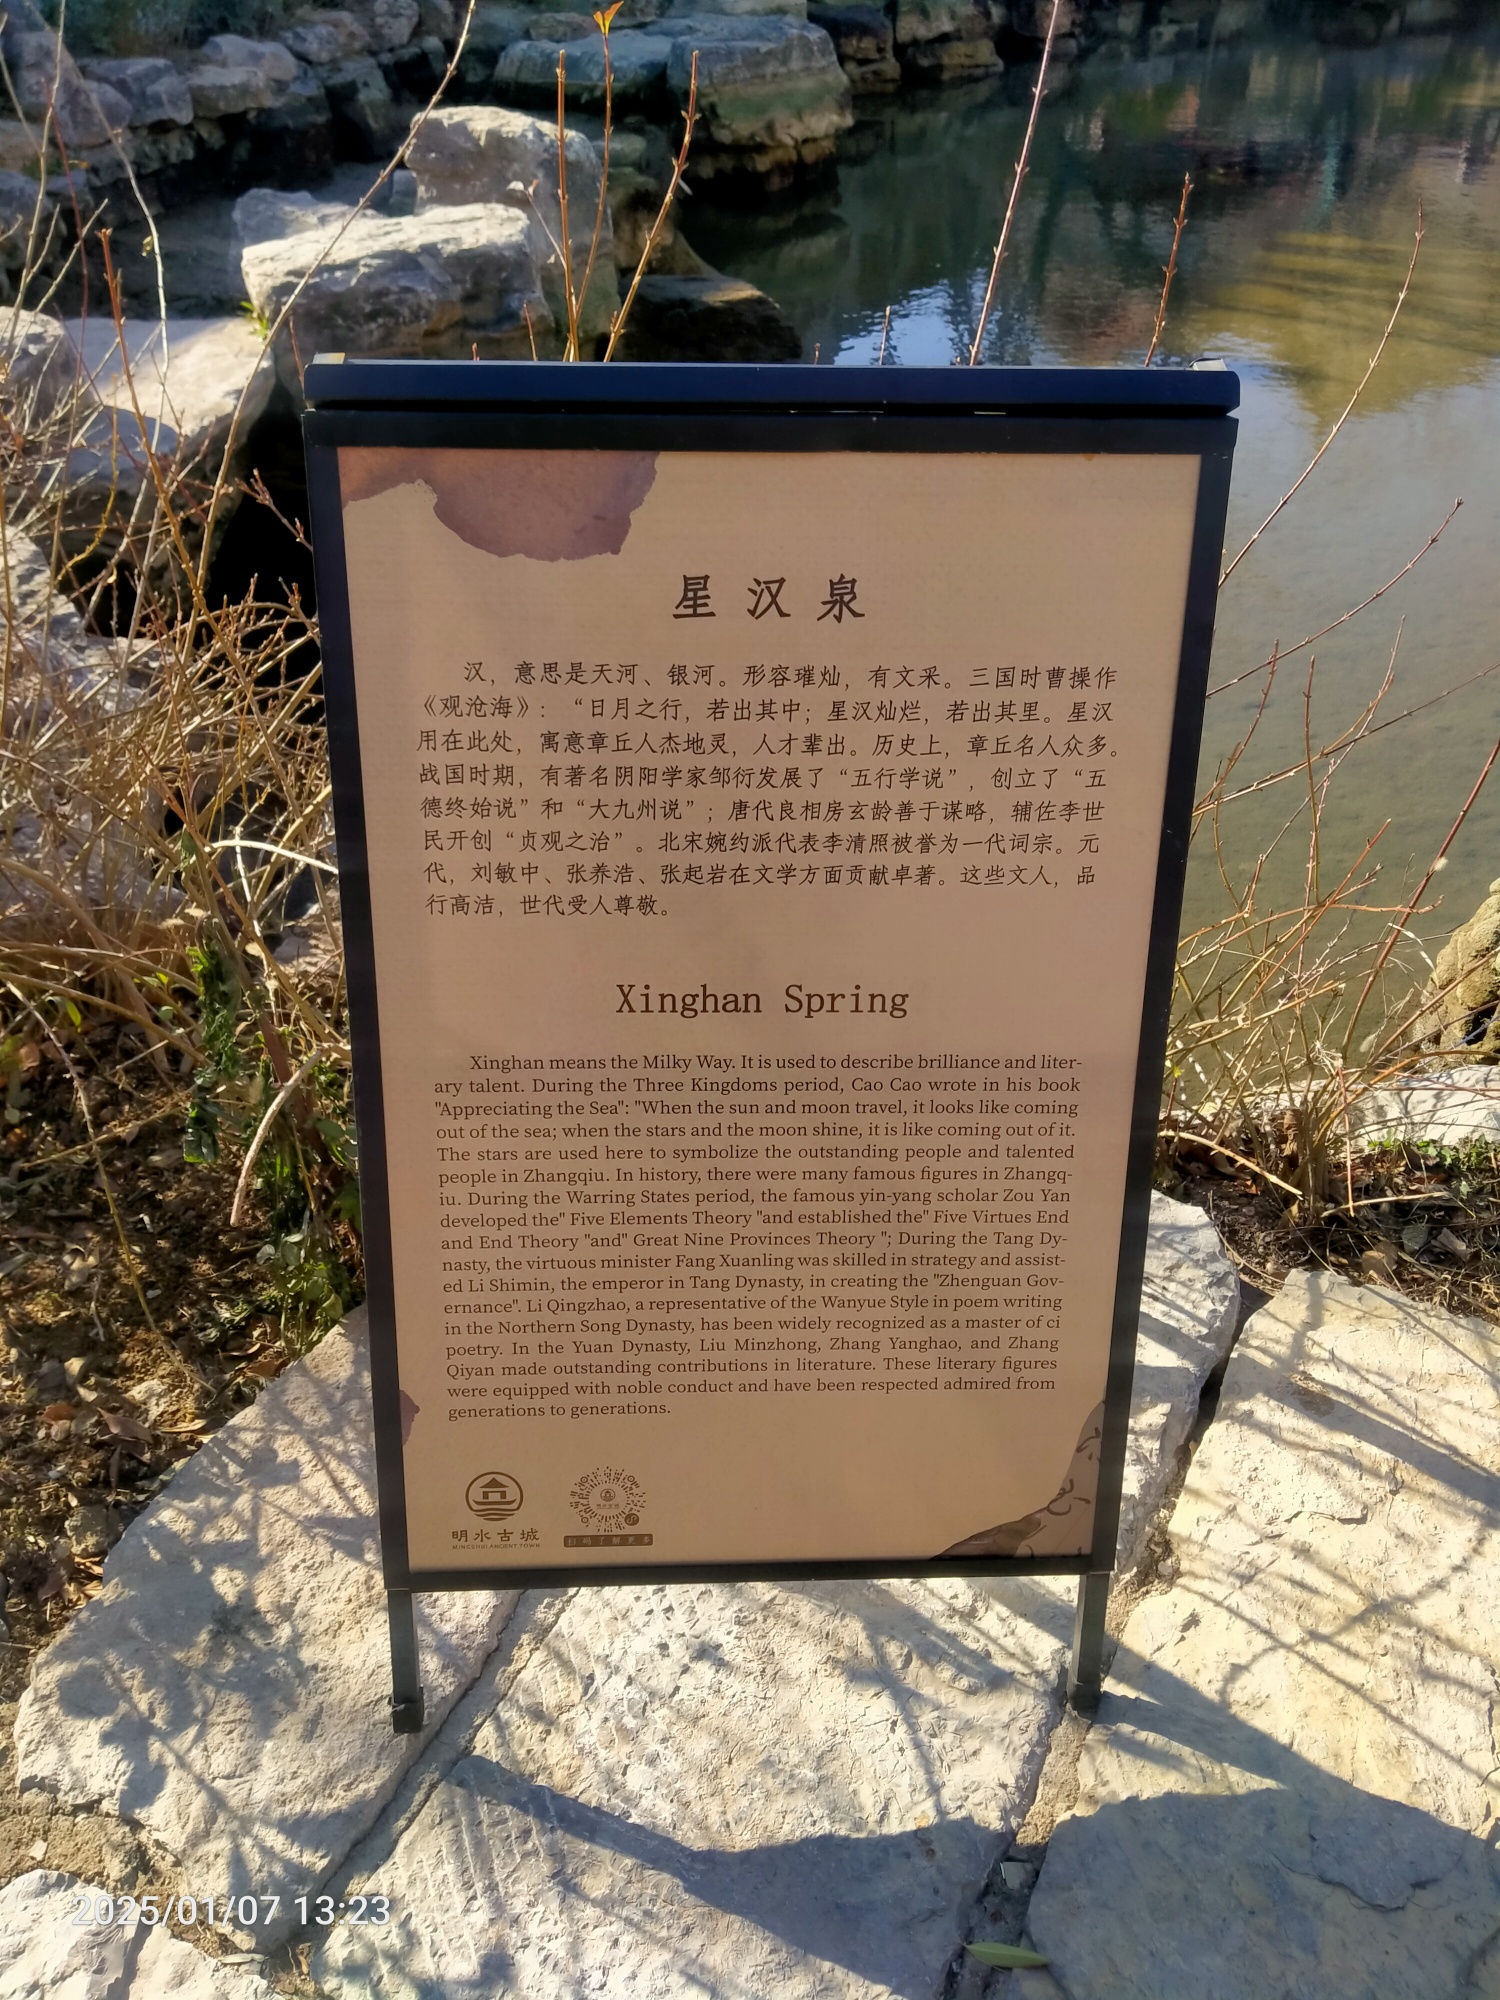 星汉泉
汉，意思是天河、银河。形容璀灿，有文采。三国时曹操作
《观沧海》：“日月之行，若出其中；星汉灿烂，若出其里。星汉
用在此处，寓意章丘人杰地灵，人才辈出。历史上，章丘名人众多。
战国时期，有著名阴阳学家邹衍发展了“五行学说”，创立了“五
德终始说”和“大九州说”；唐代良相房玄龄善于谋略，辅佐李世
民开创“贞观之治”。北宋婉约派代表李清照被誉为一代词宗。元
代，刘敏中、张养浩、张起岩在文学方面贡献卓著。这些文人，品
行高洁，世代受人尊敬。
Xinghan Spring
Xinghan means the Milky Way. It is used to describe brilliance and liter-
ary talent. During the Three Kingdoms period, Cao Cao wrote in his book
"Appreciating the Sea": "When the sun and moon travel, it looks like coming
out of the sea; when the stars and the moon shine, it is like coming out of it.
The stars are used here to symbolize the outstanding people and talented
people in Zhangqiu. In history, there were many famous figures in Zhangq-
iu. During the Warring States period, the famous yin-yang scholar Zou Yan
developed the" Five Elements Theory "and established the" Five Virtues End
and End Theory "and" Great Nine Provinces Theory "; During the Tang Dy-
nasty, the virtuous minister Fang Xuanling was skilled in strategy and assist-
ed Li Shimin, the emperor in Tang Dynasty, in creating the "Zhenguan Gov-
ernance". Li Qingzhao, a representative of the Wanyue Style in poem writing
in the Northern Song Dynasty, has been widely recognized as a master of ci
poetry. In the Yuan Dynasty, Liu Minzhong, Zhang Yanghao, and Zhang
Qiyan made outstanding contributions in literature. These literary figures
were equipped with noble conduct and have been respected admired from
generations to generations.
明水古城
MINGSHUI ANCIENT TOWN
扫码了解更多
2025/01/07 13:23